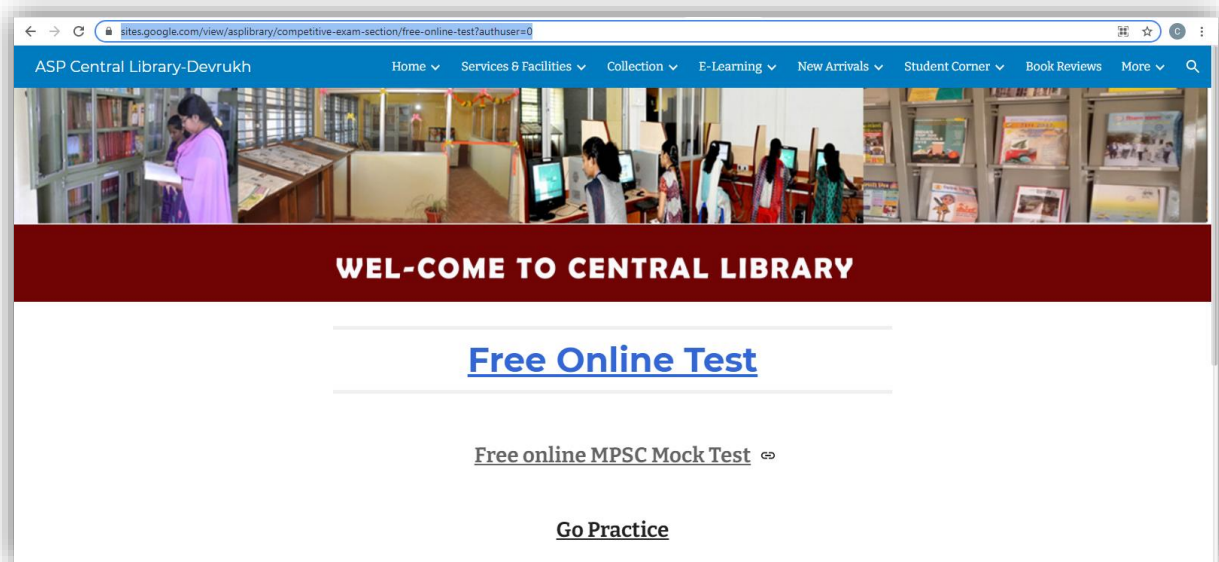 sites.google.com/view/asplibrary/competitive-exam-section/free-online-test?authuser=0
C
ASP Central Library-Devrukh Home Services & Facilities Collection E-Learning New Arrivals Student Corner Book Reviews More
WEL-COME TO CENTRAL LIBRARY
Free Online Test
Free online MPSC Mock Test
Go Practice